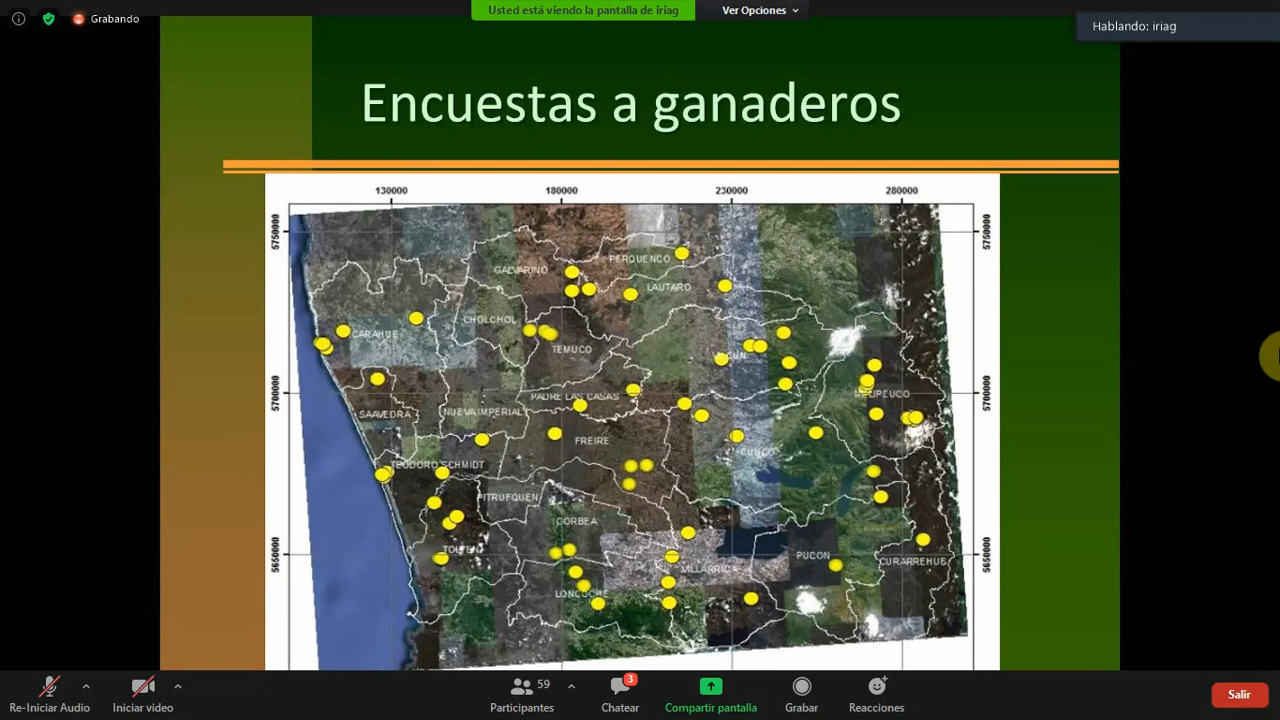 Grabando
Usted está viendo la pantalla de iriag
Ver Opciones
Hablando: iriag
Encuestas a ganaderos
130000
180000
230000
280000
5750000
5750000
GALVARINO
PERQUENCO
LAUTARO
CARAHUE
CHOLCHOL
TEMUCO
5700000
5700000
PADRE LAS CASAS
SAAVEDRA
NUEVA IMPERIAL
FREIRE
CUNCO
TEODORO SCHMIDT
PITRUFQUEN
GORBEA
5650000
5650000
PUCON
CURARREHUE
VILLARRICA
LONCOCHE
Re-Iniciar Audio
Iniciar video
59
Participantes
3
Chatear
Compartir pantalla
Grabar
Reacciones
Salir